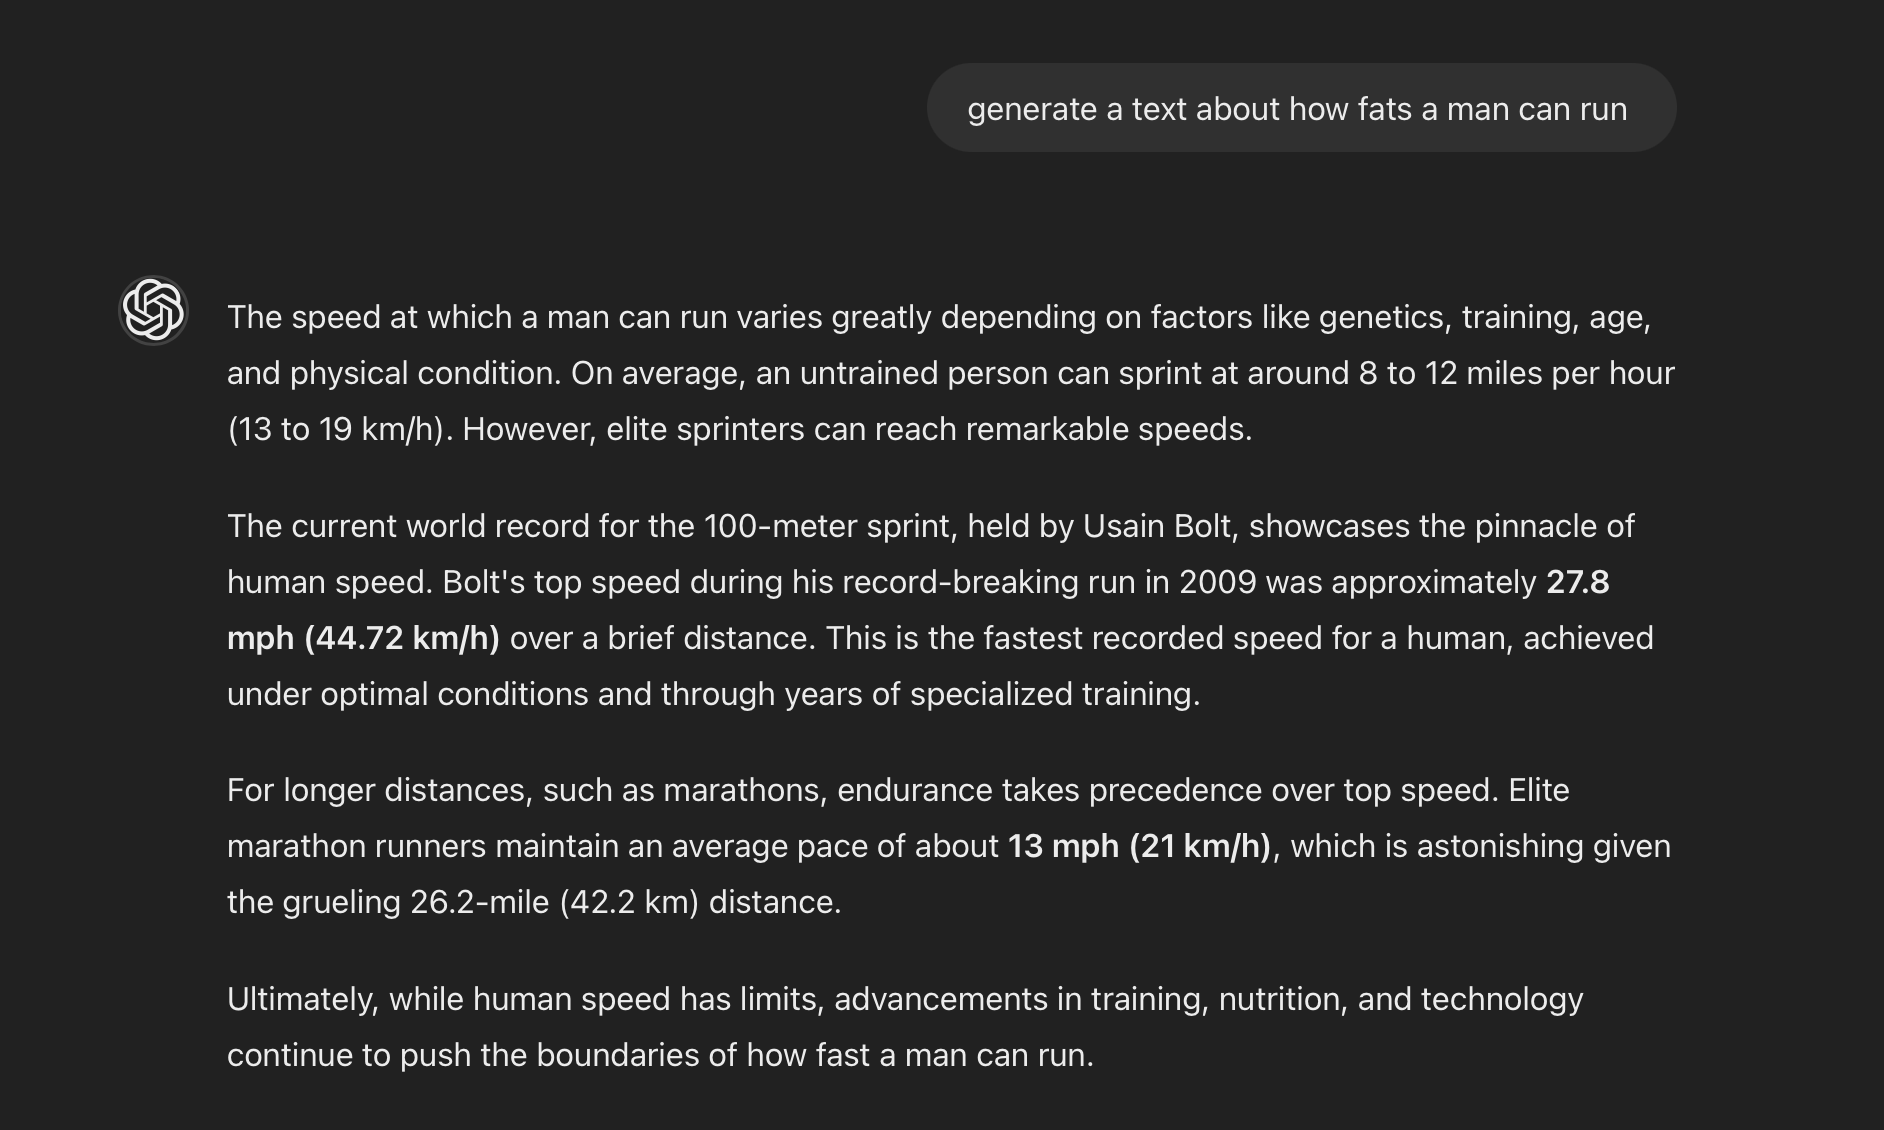 generate a text about how fats a man can run
The speed at which a man can run varies greatly depending on factors like genetics, training, age,
and physical condition. On average, an untrained person can sprint at around 8 to 12 miles per hour
(13 to 19 km/h). However, elite sprinters can reach remarkable speeds.
The current world record for the 100-meter sprint, held by Usain Bolt, showcases the pinnacle of
human speed. Bolt's top speed during his record-breaking run in 2009 was approximately 27.8
mph (44.72 km/h) over a brief distance. This is the fastest recorded speed for a human, achieved
under optimal conditions and through years of specialized training.
For longer distances, such as marathons, endurance takes precedence over top speed. Elite
marathon runners maintain an average pace of about 13 mph (21 km/h), which is astonishing given
the grueling 26.2-mile (42.2 km) distance.
Ultimately, while human speed has limits, advancements in training, nutrition, and technology
continue to push the boundaries of how fast a man can run.